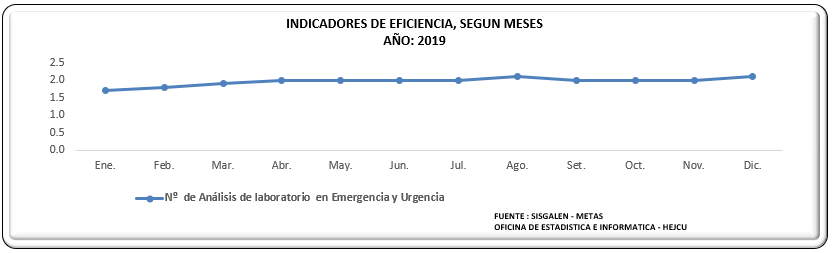 INDICADORES DE EFICIENCIA, SEGUN MESES
AÑO: 2019
2.5
2.0
1.5
1.0
0.5
0.0
Ene. Feb. Mar. Abr. May. Jun. Jul. Ago. Set. Oct. Nov. Dic.
Nº de Análisis de laboratorio en Emergencia y Urgencia
FUENTE : SISGALEN - METAS
OFICINA DE ESTADISTICA E INFORMATICA - HEJCU